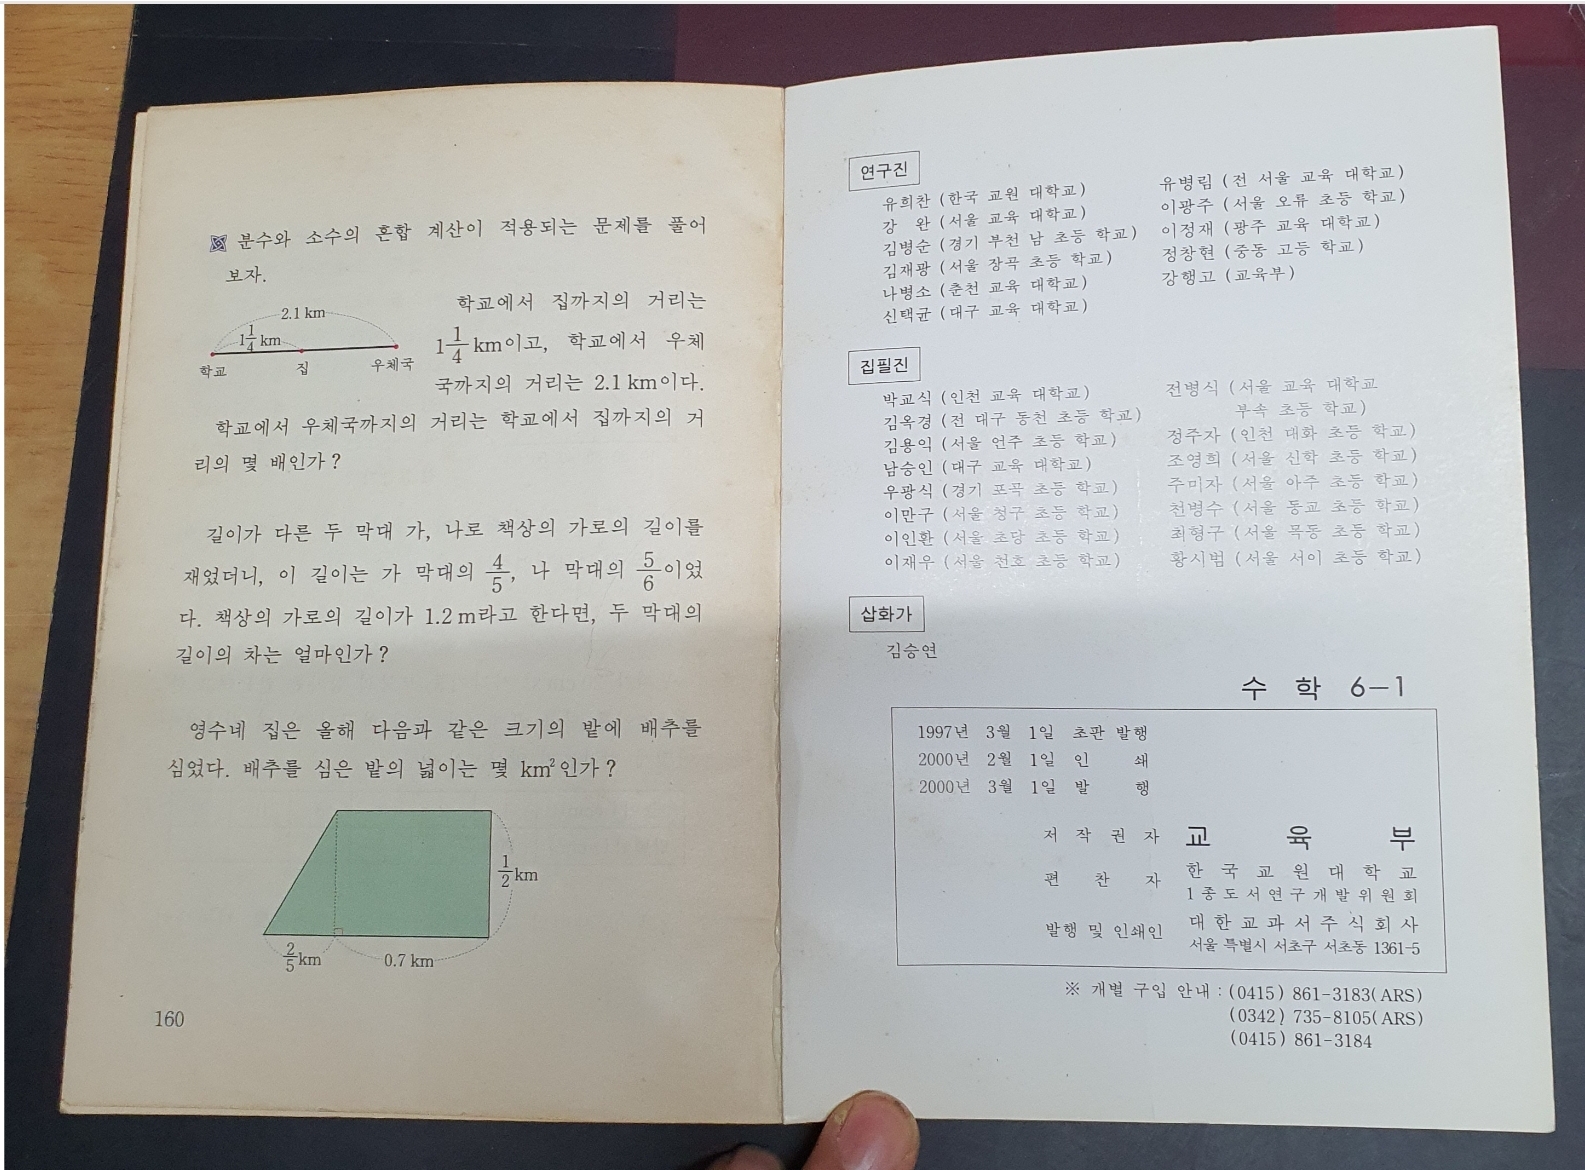 분수와 소수의 혼합 계산이 적용되는 문제를 풀어
보자.
2.1 km
1 1/4 km
학교 집 우체국
학교에서 집까지의 거리는
1 1/4 km이고, 학교에서 우체
국까지의 거리는 2.1 km이다.
학교에서 우체국까지의 거리는 학교에서 집까지의 거
리의 몇 배인가?
길이가 다른 두 막대 가, 나로 책상의 가로의 길이를
재었더니, 이 길이는 가 막대의 4/5, 나 막대의 5/6이었
다. 책상의 가로의 길이가 1.2 m라고 한다면, 두 막대의
길이의 차는 얼마인가?
영수네 집은 올해 다음과 같은 크기의 밭에 배추를
심었다. 배추를 심은 밭의 넓이는 몇 km²인가?
1/2 km
2/5 km 0.7 km
160
연구진
유희찬 (한국 교원 대학교)
강 완 (서울 교육 대학교)
김병순 (경기 부천 남 초등 학교)
김재광 (서울 장곡 초등 학교)
나병소 (춘천 교육 대학교)
신택균 (대구 교육 대학교)
유병림 (전 서울 교육 대학교)
이광주 (서울 오류 초등 학교)
이정재 (광주 교육 대학교)
정창현 (중동 고등 학교)
강행고 (교육부)
집필진
박교식 (인천 교육 대학교)
김옥경 (전 대구 동천 초등 학교)
김용익 (서울 언주 초등 학교)
남승인 (대구 교육 대학교)
우광식 (경기 포곡 초등 학교)
이만구 (서울 청구 초등 학교)
이인환 (서울 초당 초등 학교)
이재우 (서울 천호 초등 학교)
전병식 (서울 교육 대학교
부속 초등 학교)
정주자 (인천 대화 초등 학교)
조영희 (서울 신학 초등 학교)
주미자 (서울 아주 초등 학교)
천병수 (서울 동교 초등 학교)
최형구 (서울 목동 초등 학교)
황시범 (서울 서이 초등 학교)
삽화가
김승연
수 학 6-1
1997년 3월 1일 초판 발행
2000년 2월 1일 인 쇄
2000년 3월 1일 발 행
저 작 권 자 교 육 부
편 찬 자 한 국 교 원 대 학 교
1 종 도 서 연 구 개 발 위 원 회
발행 및 인쇄인 대 한 교 과 서 주 식 회 사
서울 특별시 서초구 서초동 1361-5
※ 개별 구입 안내 : (0415) 861-3183(ARS)
(0342) 735-8105(ARS)
(0415) 861-3184